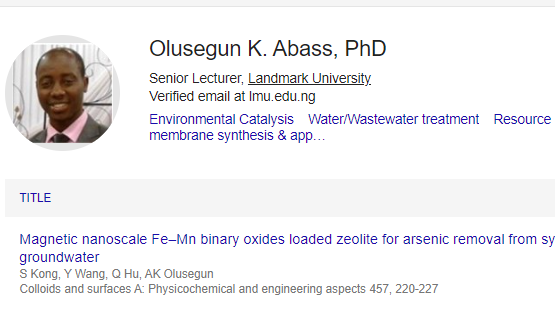 Olusegun K. Abass, PhD
Senior Lecturer, Landmark University
Verified email at lmu.edu.ng
Environmental Catalysis Water/Wastewater treatment Resource
membrane synthesis & app…
TITLE
Magnetic nanoscale Fe–Mn binary oxides loaded zeolite for arsenic removal from sy
groundwater
S Kong, Y Wang, Q Hu, AK Olusegun
Colloids and surfaces A: Physicochemical and engineering aspects 457, 220-227